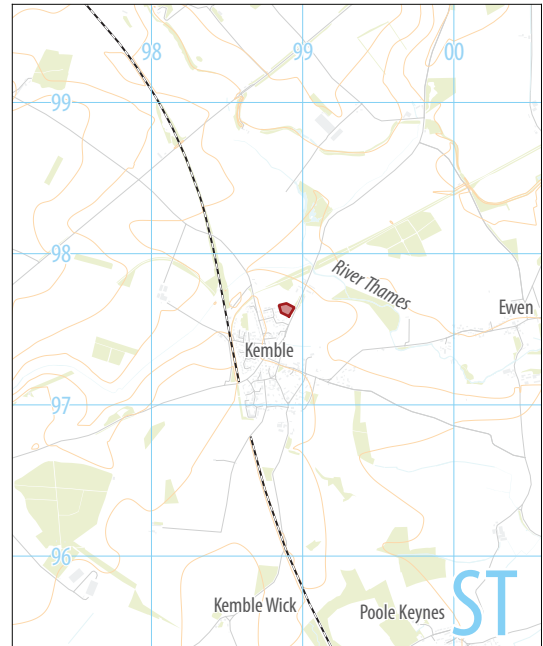 98
99
00
99
98
River Thames
Ewen
Kemble
97
96
Kemble Wick
Poole Keynes
ST